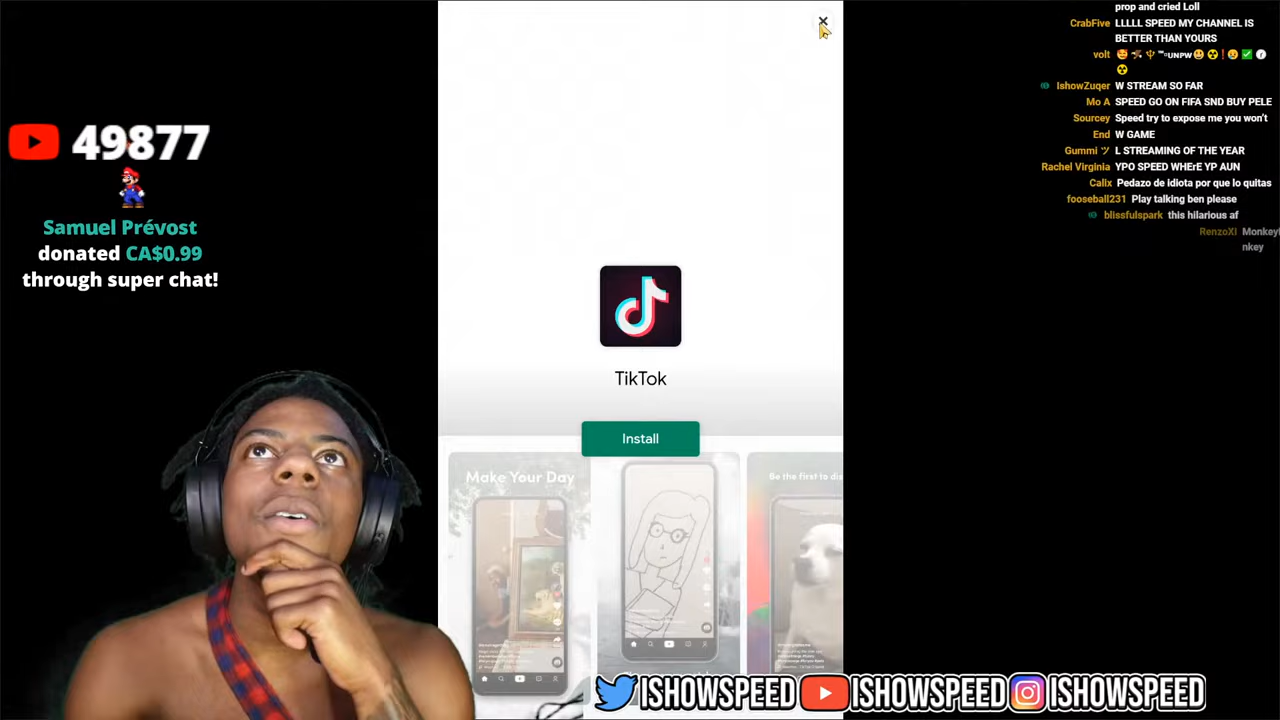 49877
Samuel Prévost
donated CA$0.99
through super chat!
TikTok
Install
Make Your Day
Be the first to dis
prop and cried Loll
CrabFive LLLLL SPEED MY CHANNEL IS
BETTER THAN YOURS
volt
IshowZuqer W STREAM SO FAR
Mo A SPEED GO ON FIFA SND BUY PELE
Sourcey Speed try to expose me you won't
End W GAME
Gummi ツ L STREAMING OF THE YEAR
Rachel Virginia YPO SPEED WHErE YP AUN
Calix Pedazo de idiota por que lo quitas
fooseball231 Play talking ben please
blissfulspark this hilarious af
RenzoXI Monkey
nkey
ISHOWSPEED ISHOWSPEED ISHOWSPEED